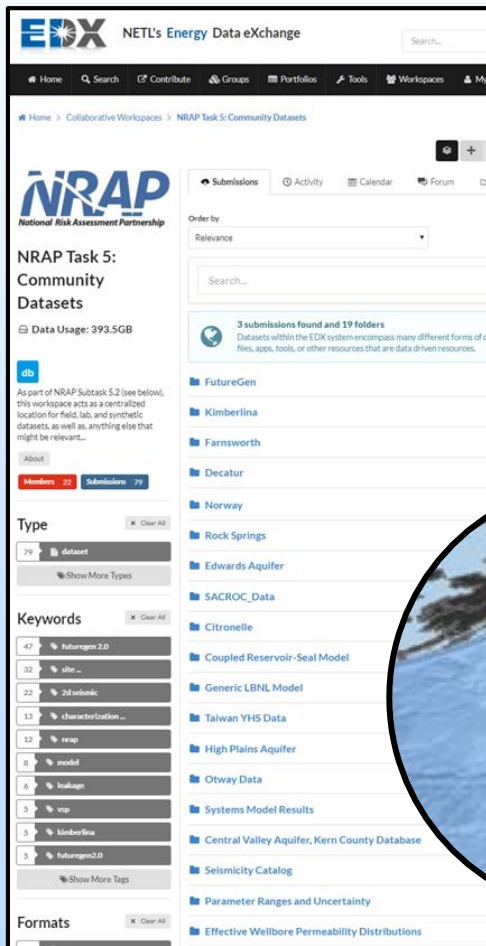 EDX NETL's Energy Data eXchange
Search...
Home Search Contribute Groups Portfolios Tools Workspaces My
Home > Collaborative Workspaces > NRAP Task 5: Community Datasets
NRAP
National Risk Assessment Partnership
NRAP Task 5:
Community
Datasets
Data Usage: 393.5GB
db
As part of NRAP Subtask 5.2 (see below),
this workspace acts as a centralized
location for field, lab, and synthetic
datasets, as well as, anything else that
might be relevant...
About
Members 22 Submissions 79
Type Clear All
79 dataset
Show More Types
Keywords Clear All
47 futuregen 2.0
32 site ...
22 2d seismic
13 characterization ...
12 nrap
8 model
6 leakage
5 vsp
5 kimberlina
5 futuregen2.0
Show More Tags
Formats Clear All
Submissions Activity Calendar Forum
Order by
Relevance
Search...
3 submissions found and 19 folders
Datasets within the EDX system encompass many different forms of
files, apps, tools, or other resources that are data driven resources.
FutureGen
Kimberlina
Farnsworth
Decatur
Norway
Rock Springs
Edwards Aquifer
SACROC_Data
Citronelle
Coupled Reservoir-Seal Model
Generic LBNL Model
Taiwan YHS Data
High Plains Aquifer
Otway Data
Systems Model Results
Central Valley Aquifer, Kern County Database
Seismicity Catalog
Parameter Ranges and Uncertainty
Effective Wellbore Permeability Distributions